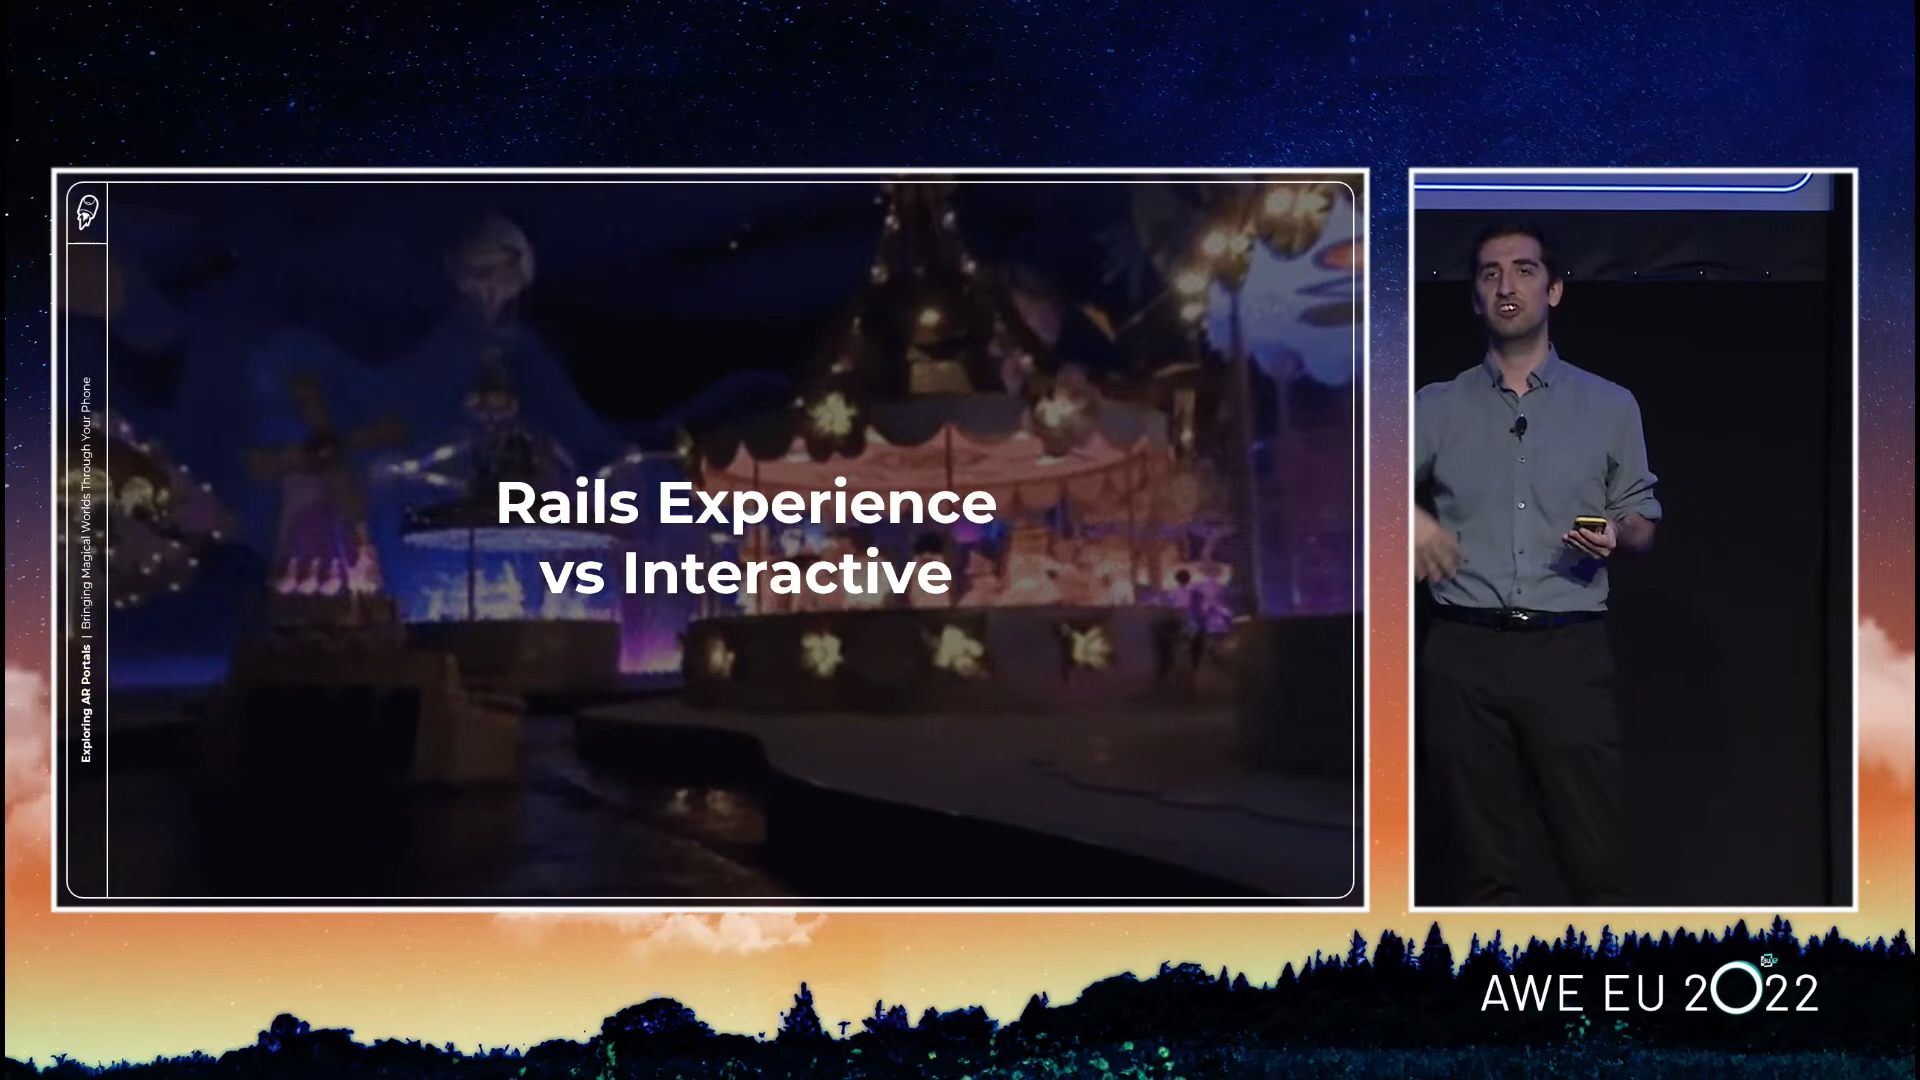 Rails Experience
vs Interactive
Exploring AR Portals | Bringing Magical Worlds Through Your Phone
AWE EU 2022